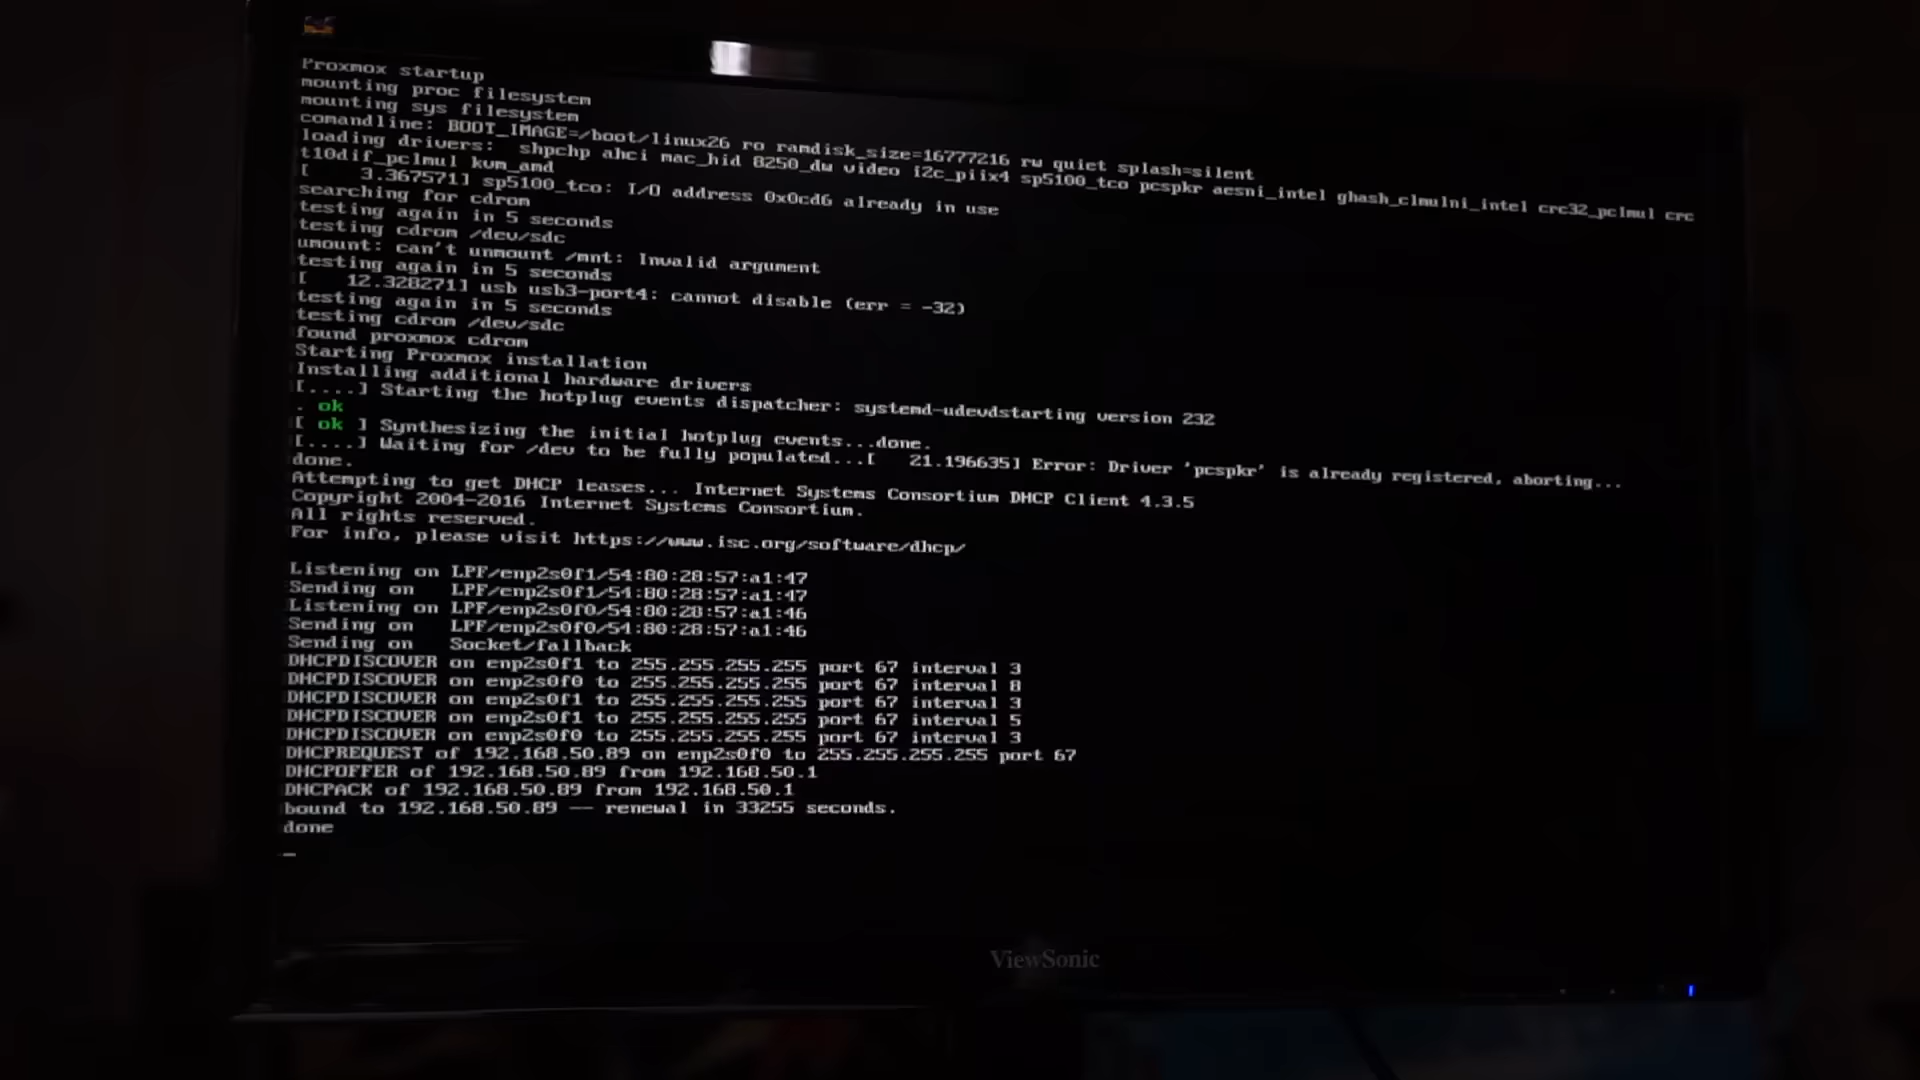 Proxmox startup
mounting proc filesystem
mounting sys filesystem
comandline: BOOT_IMAGE=/boot/linux26 ro ramdisk_size=16777216 rw quiet splash=silent
loading drivers:  shpchp ahci mac_hid 8250_dw video i2c_piix4 sp5100_tco pcspkr aesni_intel ghash_clmulni_intel crc32_pclmul crc
t10dif_pclmul kvm_amd
[    3.367571] sp5100_tco: I/O address 0x0cd6 already in use
searching for cdrom
testing again in 5 seconds
testing cdrom /dev/sdc
umount: can't unmount /mnt: Invalid argument
testing again in 5 seconds
[   12.328271] usb usb3-port4: cannot disable (err = -32)
testing again in 5 seconds
testing cdrom /dev/sdc
found proxmox cdrom
Starting Proxmox installation
Installing additional hardware drivers
[....] Starting the hotplug events dispatcher: systemd-udevdstarting version 232
. ok
[ ok ] Synthesizing the initial hotplug events...done.
[....] Waiting for /dev to be fully populated...[   21.196635] Error: Driver 'pcspkr' is already registered, aborting...
done.
Attempting to get DHCP leases... Internet Systems Consortium DHCP Client 4.3.5
Copyright 2004-2016 Internet Systems Consortium.
All rights reserved.
For info, please visit https://www.isc.org/software/dhcp/
Listening on LPF/enp2s0f1/54:80:28:57:a1:47
Sending on   LPF/enp2s0f1/54:80:28:57:a1:47
Listening on LPF/enp2s0f0/54:80:28:57:a1:46
Sending on   LPF/enp2s0f0/54:80:28:57:a1:46
Sending on   Socket/fallback
DHCPDISCOVER on enp2s0f1 to 255.255.255.255 port 67 interval 3
DHCPDISCOVER on enp2s0f0 to 255.255.255.255 port 67 interval 8
DHCPDISCOVER on enp2s0f1 to 255.255.255.255 port 67 interval 3
DHCPDISCOVER on enp2s0f1 to 255.255.255.255 port 67 interval 5
DHCPDISCOVER on enp2s0f0 to 255.255.255.255 port 67 interval 3
DHCPREQUEST of 192.168.50.89 on enp2s0f0 to 255.255.255.255 port 67
DHCPOFFER of 192.168.50.89 from 192.168.50.1
DHCPACK of 192.168.50.89 from 192.168.50.1
bound to 192.168.50.89 -- renewal in 33255 seconds.
done
ViewSonic